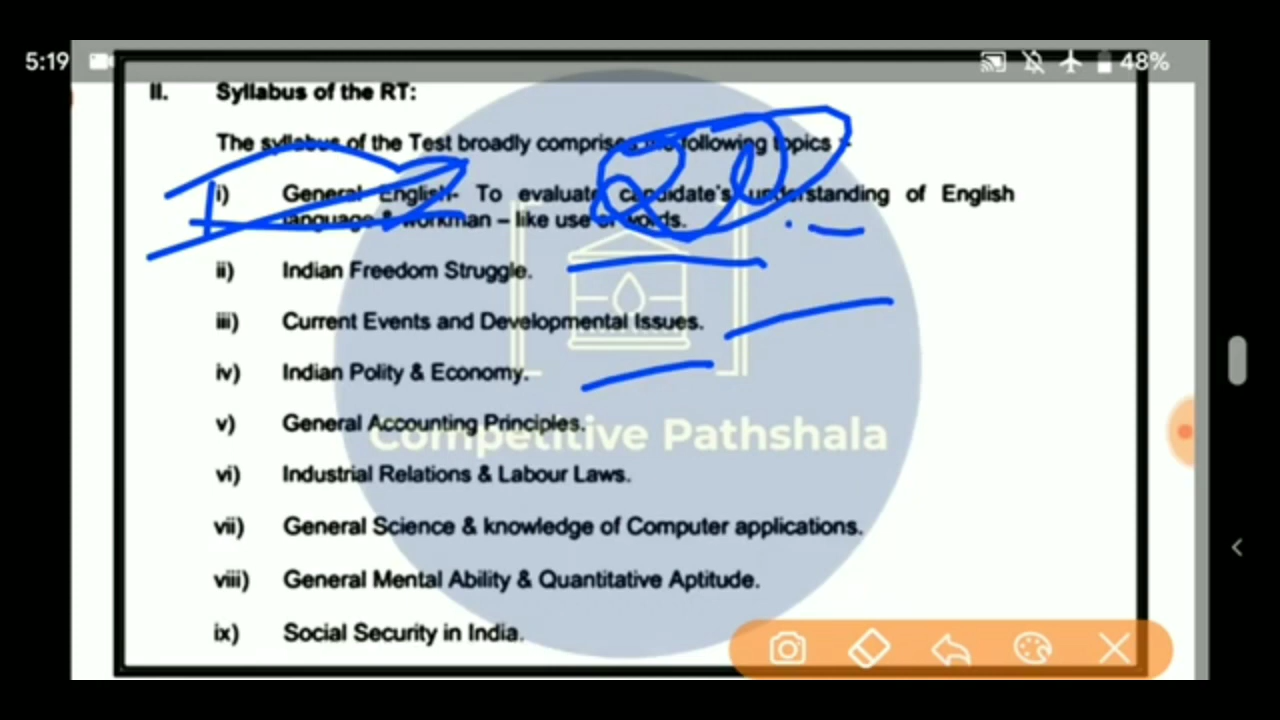 5:19
48%
II. Syllabus of the RT:
The syllabus of the Test broadly comprises the following topics :-
i) General English- To evaluate candidate's understanding of English
language & workman – like use of words.
ii) Indian Freedom Struggle.
iii) Current Events and Developmental Issues.
iv) Indian Polity & Economy.
v) General Accounting Principles.
Competitive Pathshala
vi) Industrial Relations & Labour Laws.
vii) General Science & knowledge of Computer applications.
viii) General Mental Ability & Quantitative Aptitude.
ix) Social Security in India.